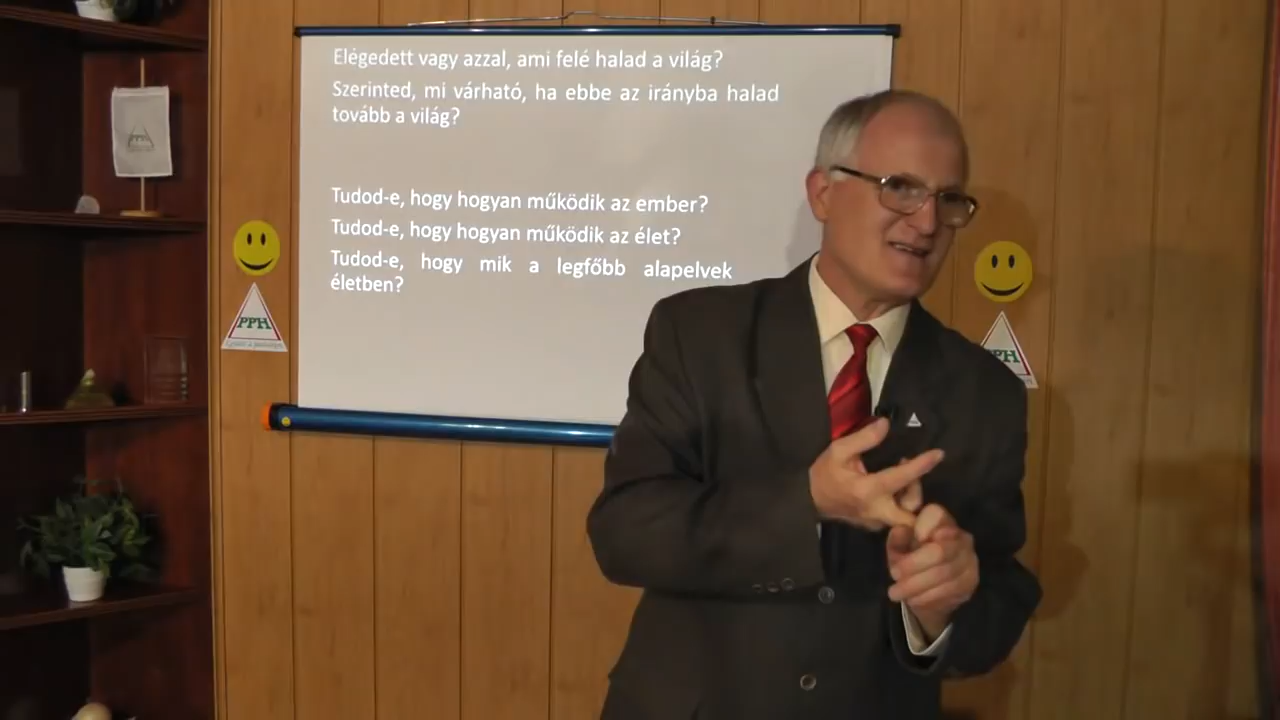 Elégedett vagy azzal, ami felé halad a világ?
Szerinted, mi várható, ha ebbe az irányba halad
tovább a világ?
Tudod-e, hogy hogyan működik az ember?
Tudod-e, hogy hogyan működik az élet?
Tudod-e, hogy mik a legfőbb alapelvek
életben?
PPH
PPH
PPH